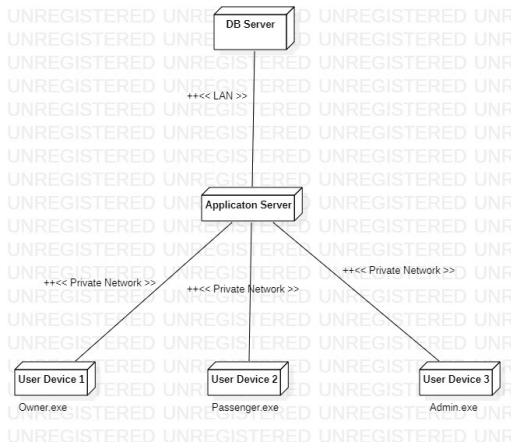 UNREGISTERED
DB Server
++<< LAN >>
Applicaton Server
++<< Private Network >>
++<< Private Network >>
++<< Private Network >>
User Device 1
User Device 2
User Device 3
Owner.exe
Passenger.exe
Admin.exe